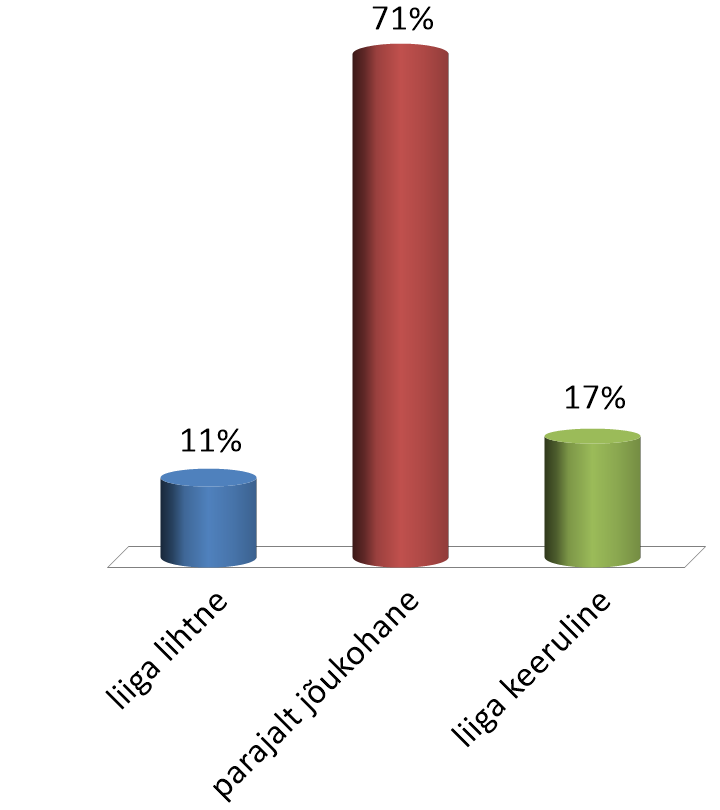 71%
17%
11%
liiga lihtne
parajalt jõukohane
liiga keeruline